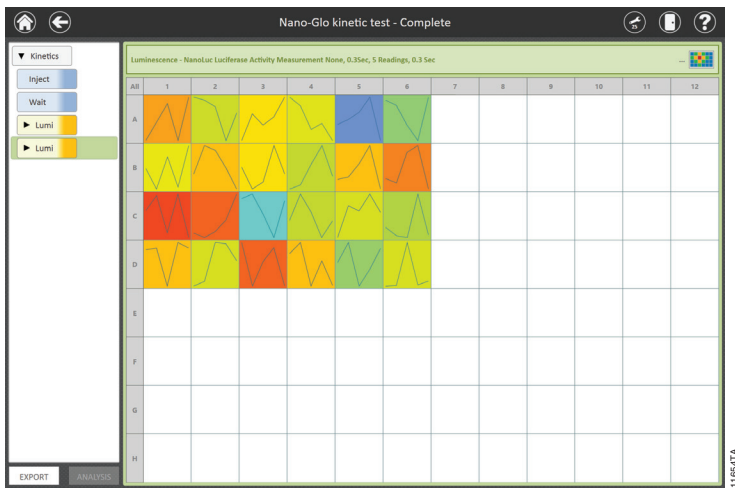 Nano-Glo kinetic test - Complete
25
?
▼ Kinetics
Inject
Wait
► Lumi
► Lumi
Luminescence - NanoLuc Luciferase Activity Measurement None, 0.3Sec, 5 Readings, 0.3 Sec
...
All 1 2 3 4 5 6 7 8 9 10 11 12
A
B
C
D
E
F
G
H
EXPORT ANALYSIS
11654TA